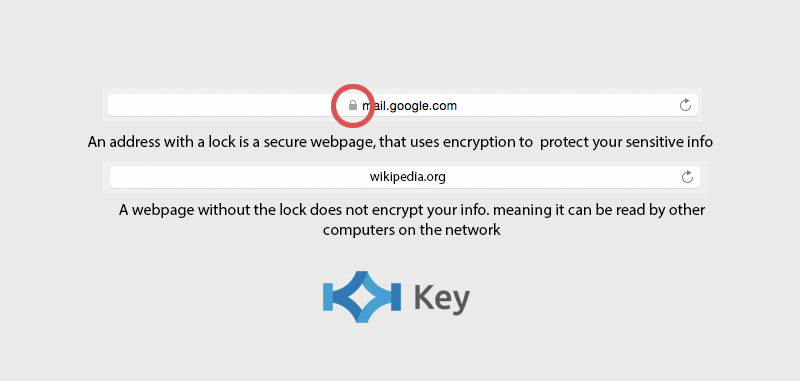 mail.google.com
An address with a lock is a secure webpage, that uses encryption to  protect your sensitive info
wikipedia.org
A webpage without the lock does not encrypt your info. meaning it can be read by other
computers on the network
Key